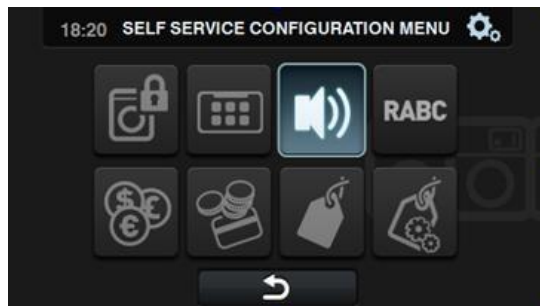 18:20 SELF SERVICE CONFIGURATION MENU
RABC
$ £ €